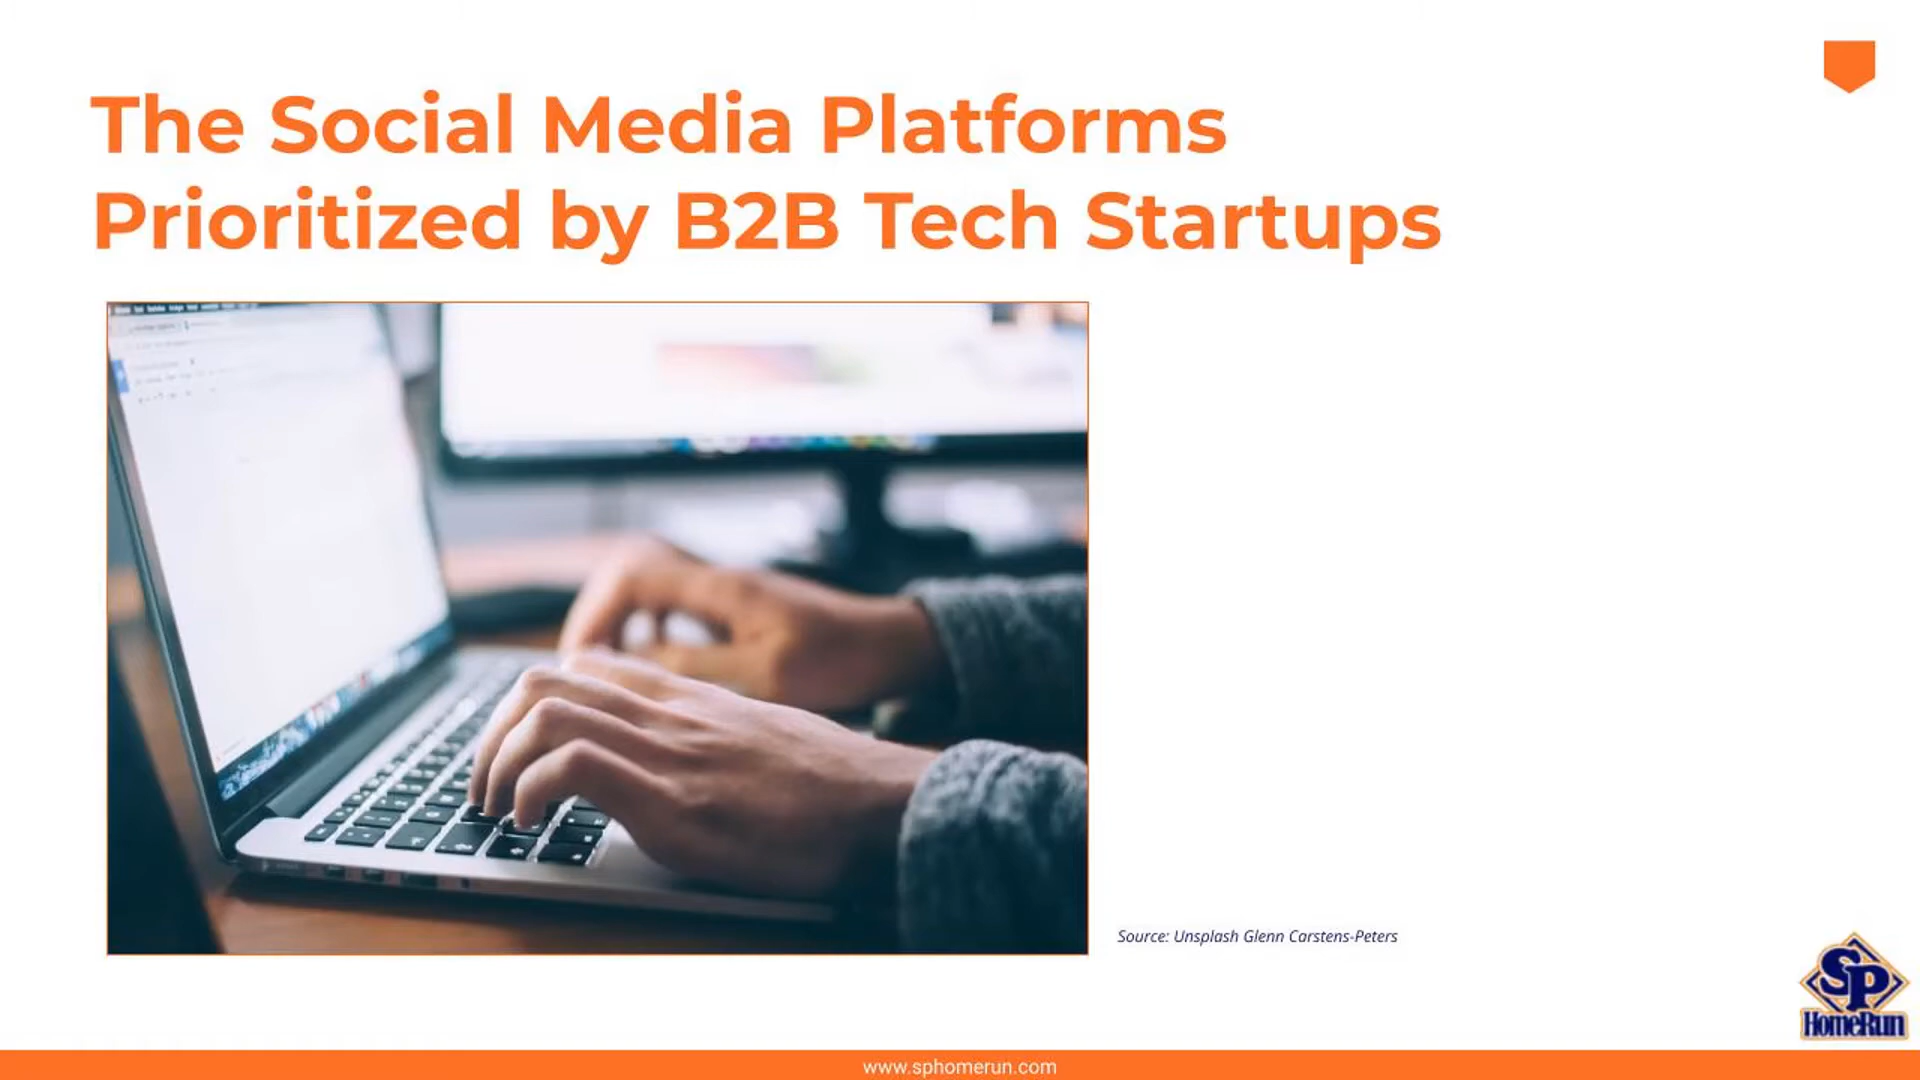 The Social Media Platforms
Prioritized by B2B Tech Startups
Source: Unsplash Glenn Carstens-Peters
SP
HomeRun
www.sphomerun.com